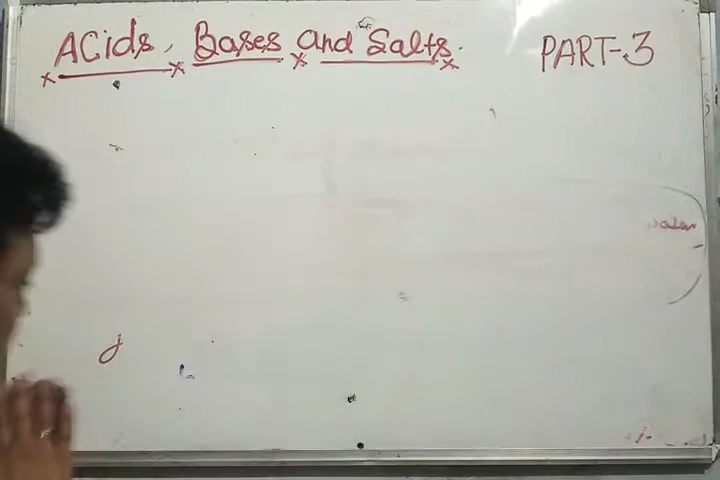 Acids, Bases and Salts.
PART-3